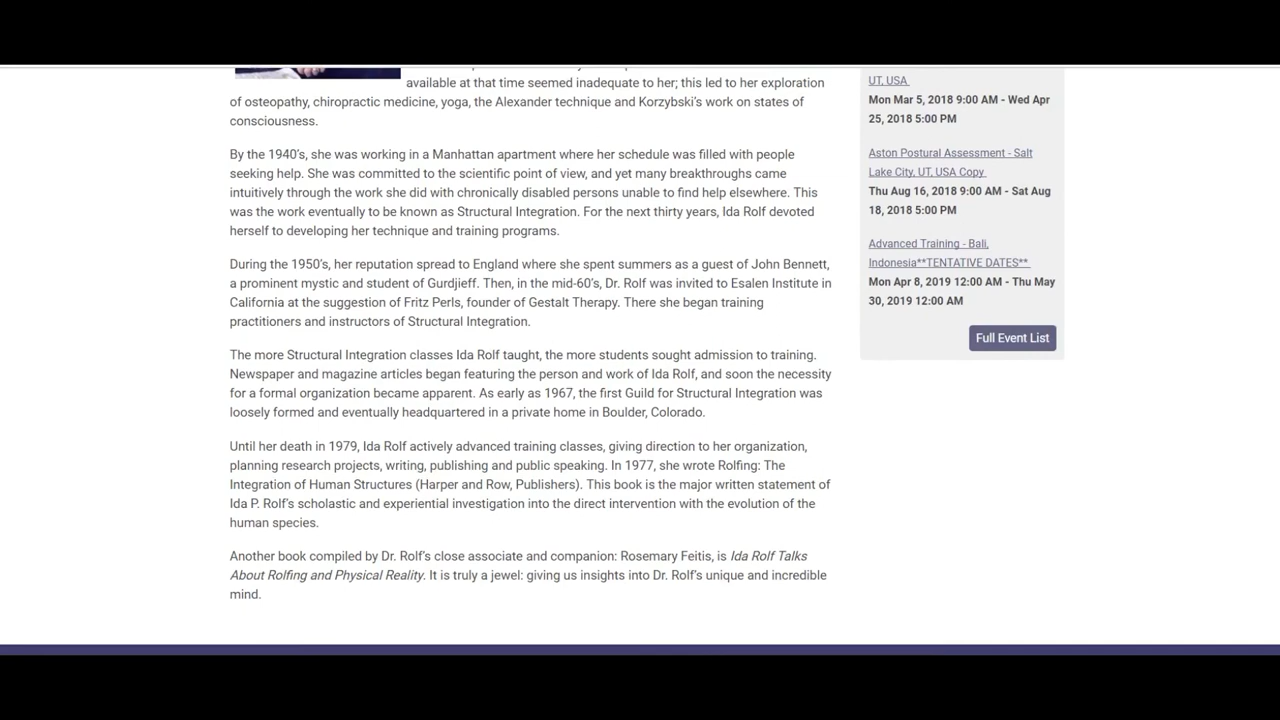 available at that time seemed inadequate to her; this led to her exploration
of osteopathy, chiropractic medicine, yoga, the Alexander technique and Korzybski's work on states of
consciousness.
By the 1940's, she was working in a Manhattan apartment where her schedule was filled with people
seeking help. She was committed to the scientific point of view, and yet many breakthroughs came
intuitively through the work she did with chronically disabled persons unable to find help elsewhere. This
was the work eventually to be known as Structural Integration. For the next thirty years, Ida Rolf devoted
herself to developing her technique and training programs.
During the 1950's, her reputation spread to England where she spent summers as a guest of John Bennett,
a prominent mystic and student of Gurdjieff. Then, in the mid-60's, Dr. Rolf was invited to Esalen Institute in
California at the suggestion of Fritz Perls, founder of Gestalt Therapy. There she began training
practitioners and instructors of Structural Integration.
The more Structural Integration classes Ida Rolf taught, the more students sought admission to training.
Newspaper and magazine articles began featuring the person and work of Ida Rolf, and soon the necessity
for a formal organization became apparent. As early as 1967, the first Guild for Structural Integration was
loosely formed and eventually headquartered in a private home in Boulder, Colorado.
Until her death in 1979, Ida Rolf actively advanced training classes, giving direction to her organization,
planning research projects, writing, publishing and public speaking. In 1977, she wrote Rolfing: The
Integration of Human Structures (Harper and Row, Publishers). This book is the major written statement of
Ida P. Rolf's scholastic and experiential investigation into the direct intervention with the evolution of the
human species.
Another book compiled by Dr. Rolf's close associate and companion: Rosemary Feitis, is Ida Rolf Talks
About Rolfing and Physical Reality. It is truly a jewel: giving us insights into Dr. Rolf's unique and incredible
mind.
UT, USA
Mon Mar 5, 2018 9:00 AM - Wed Apr
25, 2018 5:00 PM
Aston Postural Assessment - Salt
Lake City, UT, USA Copy
Thu Aug 16, 2018 9:00 AM - Sat Aug
18, 2018 5:00 PM
Advanced Training - Bali,
Indonesia**TENTATIVE DATES**
Mon Apr 8, 2019 12:00 AM - Thu May
30, 2019 12:00 AM
Full Event List